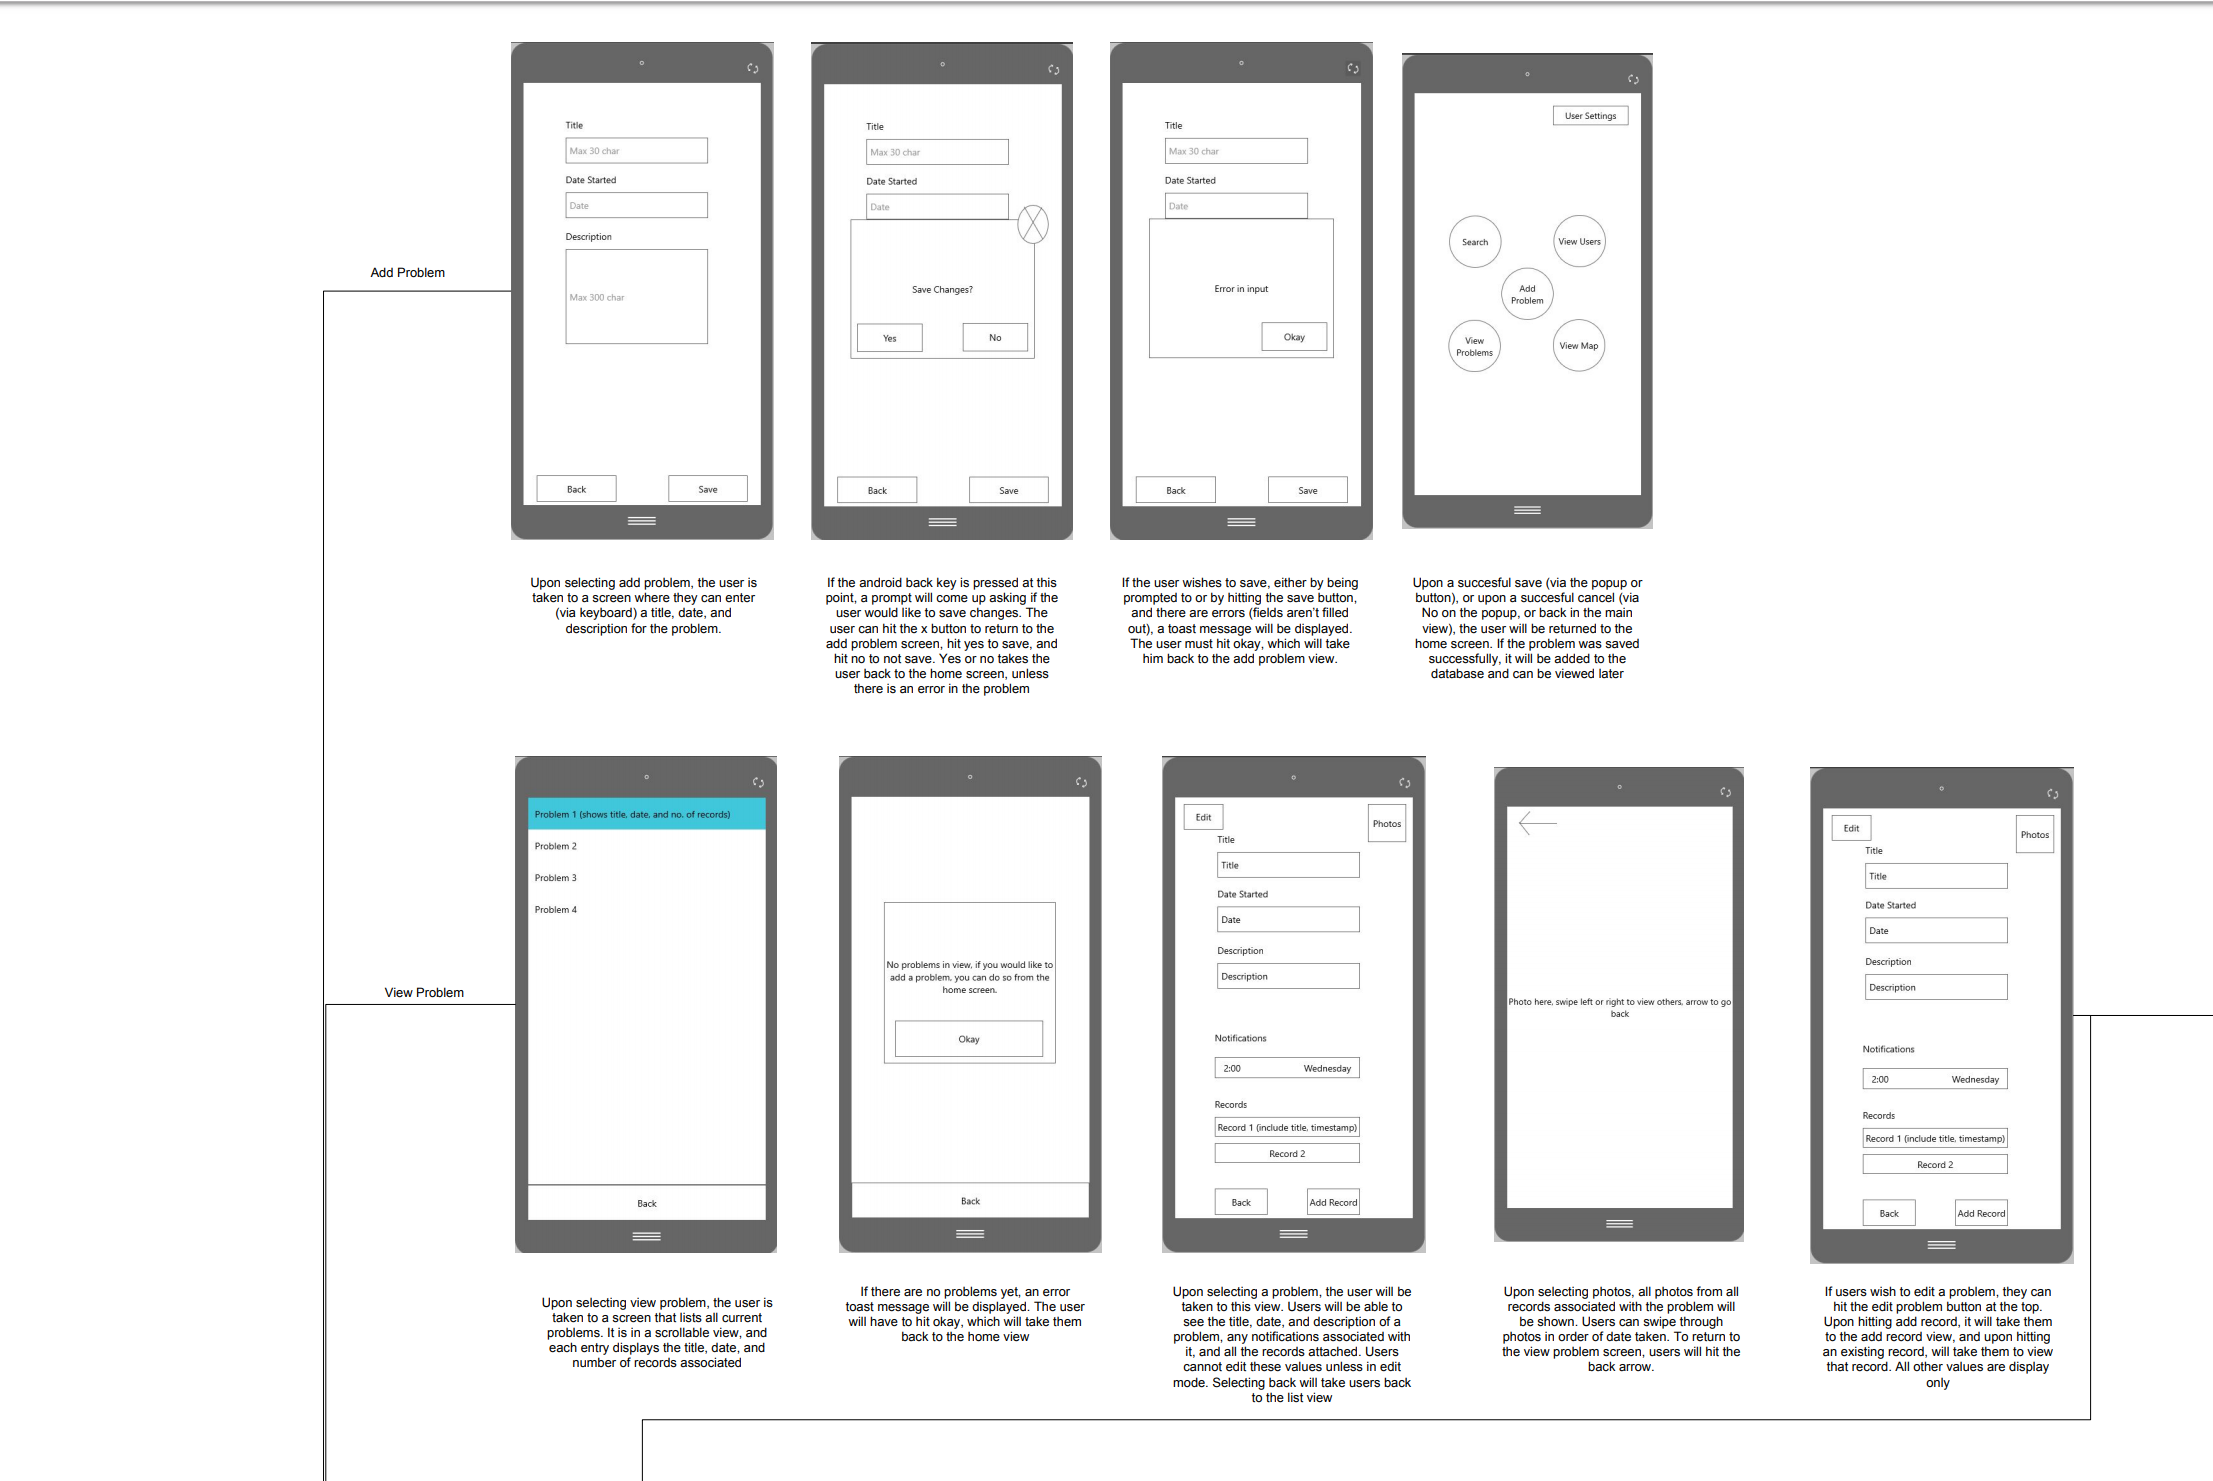 Add Problem
Title
Max 30 char
Date Started
Date
Description
Max 300 char
Back
Save
Upon selecting add problem, the user is
taken to a screen where they can enter
(via keyboard) a title, date, and
description for the problem.
Title
Max 30 char
Date Started
Date
Save Changes?
Yes
No
Back
Save
If the android back key is pressed at this
point, a prompt will come up asking if the
user would like to save changes. The
user can hit the x button to return to the
add problem screen, hit yes to save, and
hit no to not save. Yes or no takes the
user back to the home screen, unless
there is an error in the problem
Title
Max 30 char
Date Started
Date
Error in input
Okay
Back
Save
If the user wishes to save, either by being
prompted to or by hitting the save button,
and there are errors (fields aren't filled
out), a toast message will be displayed.
The user must hit okay, which will take
him back to the add problem view.
User Settings
Search
View Users
Add
Problem
View
Problems
View Map
Upon a succesful save (via the popup or
button), or upon a succesful cancel (via
No on the popup, or back in the main
view), the user will be returned to the
home screen. If the problem was saved
successfully, it will be added to the
database and can be viewed later
View Problem
Problem 1 (shows title, date, and no. of records)
Problem 2
Problem 3
Problem 4
Back
Upon selecting view problem, the user is
taken to a screen that lists all current
problems. It is in a scrollable view, and
each entry displays the title, date, and
number of records associated
No problems in view, if you would like to
add a problem, you can do so from the
home screen.
Okay
Back
If there are no problems yet, an error
toast message will be displayed. The user
will have to hit okay, which will take them
back to the home view
Edit
Photos
Title
Title
Date Started
Date
Description
Description
Notifications
2:00 Wednesday
Records
Record 1 (include title, timestamp)
Record 2
Back
Add Record
Upon selecting a problem, the user will be
taken to this view. Users will be able to
see the title, date, and description of a
problem, any notifications associated with
it, and all the records attached. Users
cannot edit these values unless in edit
mode. Selecting back will take users back
to the list view
Photo here, swipe left or right to view others, arrow to go
back
Upon selecting photos, all photos from all
records associated with the problem will
be shown. Users can swipe through
photos in order of date taken. To return to
the view problem screen, users will hit the
back arrow.
Edit
Photos
Title
Title
Date Started
Date
Description
Description
Notifications
2:00 Wednesday
Records
Record 1 (include title, timestamp)
Record 2
Back
Add Record
If users wish to edit a problem, they can
hit the edit problem button at the top.
Upon hitting add record, it will take them
to the add record view, and upon hitting
an existing record, will take them to view
that record. All other values are display
only